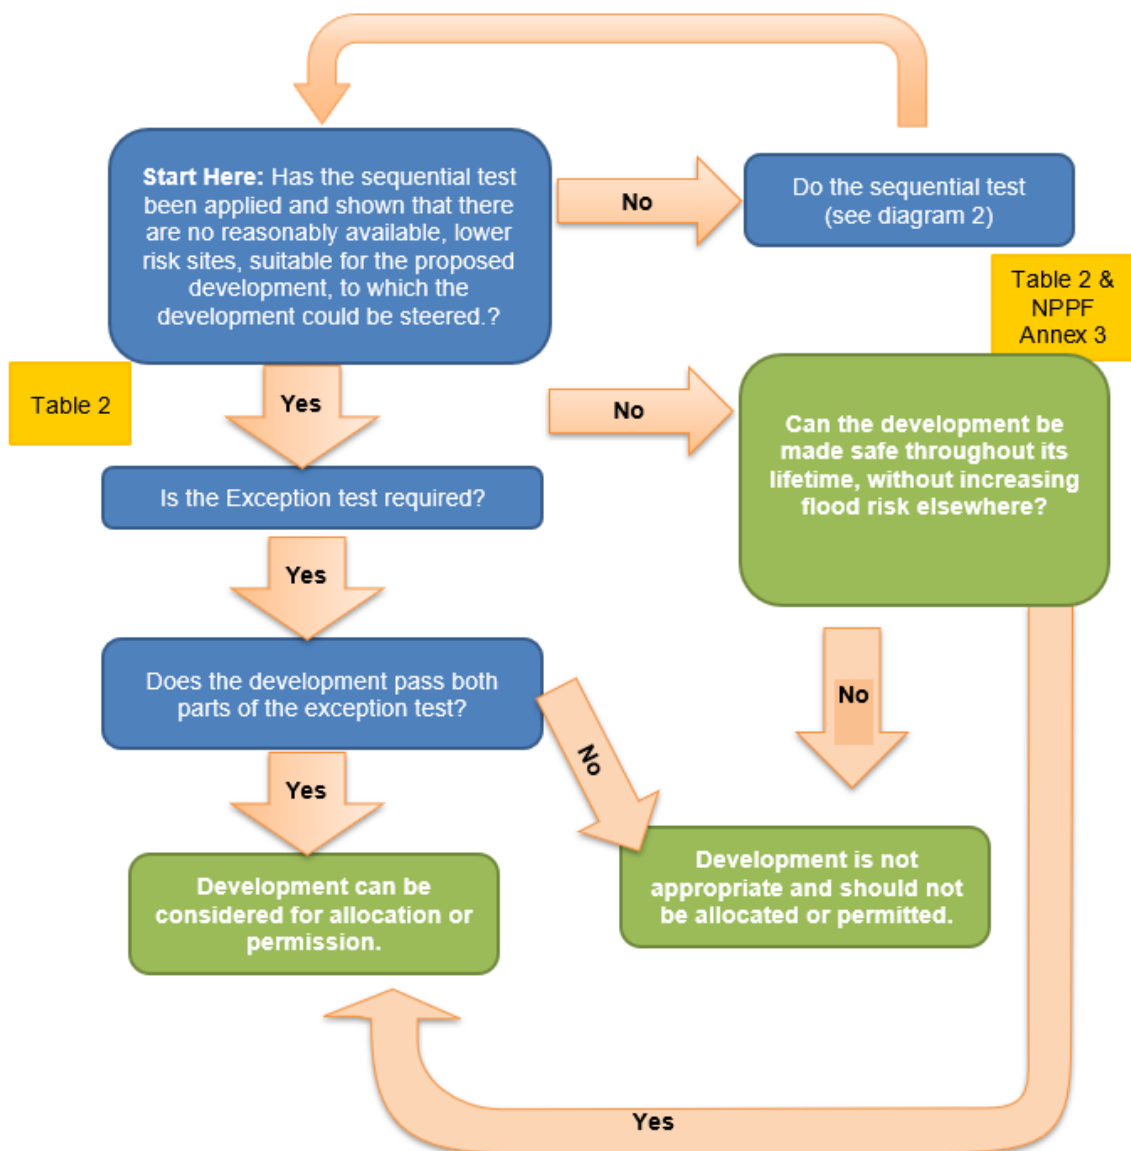 Start Here: Has the sequential test
been applied and shown that there
are no reasonably available, lower
risk sites, suitable for the proposed
development, to which the
development could be steered.?
No
Do the sequential test
(see diagram 2)
Table 2 &
NPPF
Annex 3
Table 2
Yes
No
Can the development be
made safe throughout its
lifetime, without increasing
flood risk elsewhere?
Is the Exception test required?
Yes
Does the development pass both
parts of the exception test?
No
No
Yes
Development can be
considered for allocation or
permission.
Development is not
appropriate and should not
be allocated or permitted.
Yes